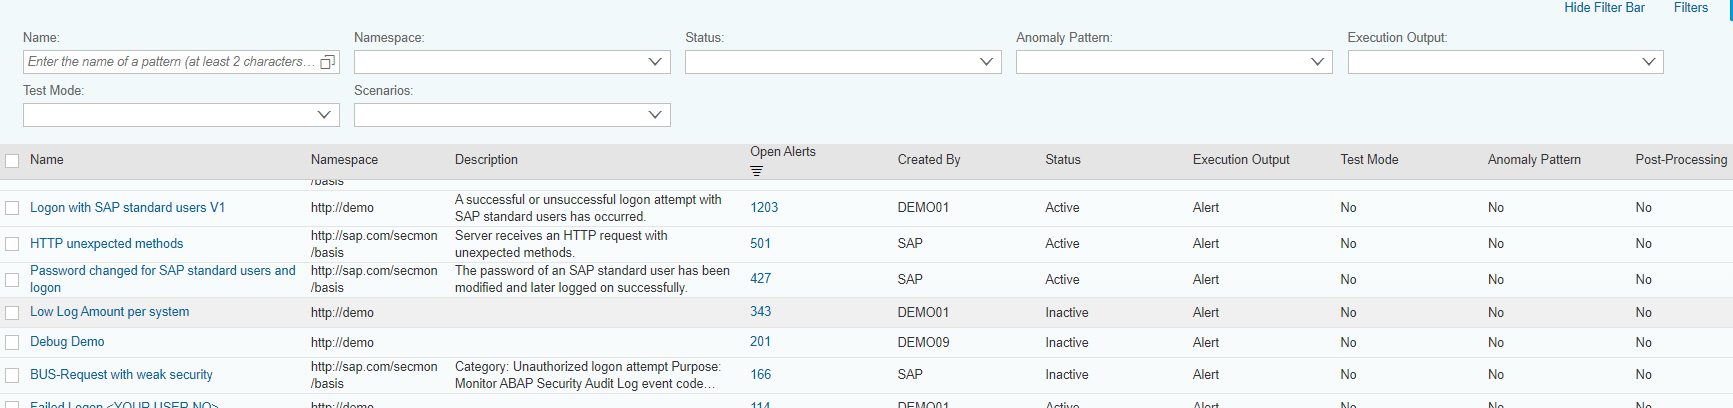 Hide Filter Bar Filters
Name: Namespace: Status: Anomaly Pattern: Execution Output:
Enter the name of a pattern (at least 2 characters...
Test Mode: Scenarios:
Name Namespace Description Open Alerts Created By Status Execution Output Test Mode Anomaly Pattern Post-Processing
/basis
Logon with SAP standard users V1 http://demo A successful or unsuccessful logon attempt with 1203 DEMO01 Active Alert No No No
SAP standard users has occurred.
HTTP unexpected methods http://sap.com/secmon Server receives an HTTP request with 501 SAP Active Alert No No No
/basis unexpected methods.
Password changed for SAP standard users and http://sap.com/secmon The password of an SAP standard user has been 427 SAP Active Alert No No No
logon /basis modified and later logged on successfully.
Low Log Amount per system http://demo 343 DEMO01 Inactive Alert No No No
Debug Demo http://demo 201 DEMO09 Inactive Alert No No No
BUS-Request with weak security http://sap.com/secmon Category: Unauthorized logon attempt Purpose: 166 SAP Inactive Alert No No No
/basis Monitor ABAP Security Audit Log event code...
Failed Logon <YOUR USER NO> http://demo 114 DEMO01 Active Alert No No No